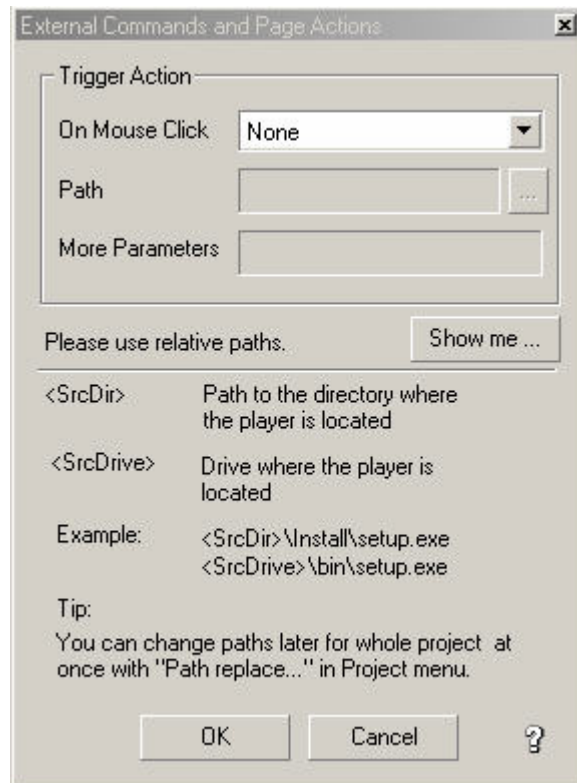 External Commands and Page Actions
Trigger Action
On Mouse Click None
Path ...
More Parameters
Please use relative paths. Show me ...
<SrcDir> Path to the directory where
the player is located
<SrcDrive> Drive where the player is
located
Example: <SrcDir>\Install\setup.exe
<SrcDrive>\bin\setup.exe
Tip:
You can change paths later for whole project at
once with "Path replace..." in Project menu.
OK Cancel ?